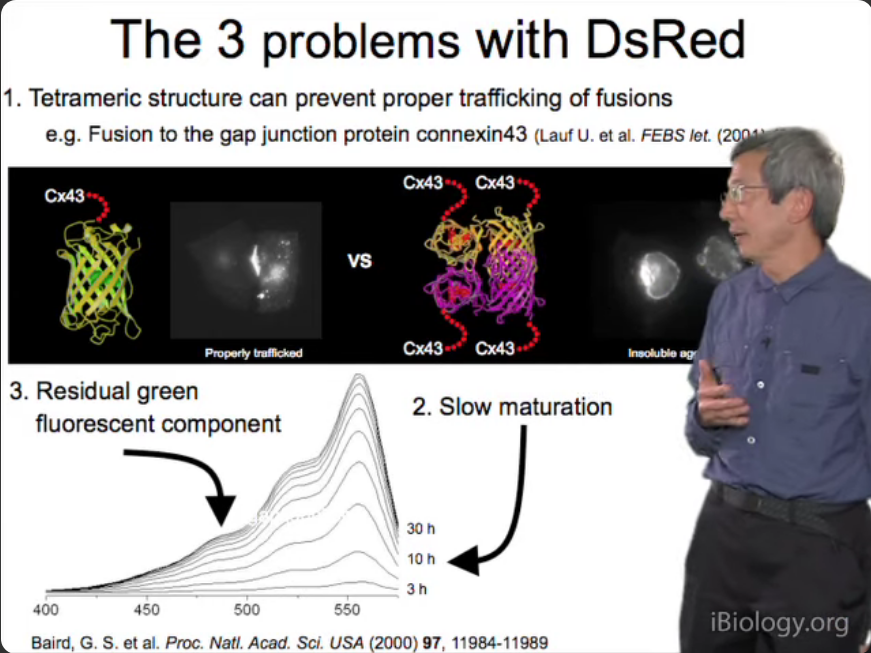 The 3 problems with DsRed
1. Tetrameric structure can prevent proper trafficking of fusions
e.g. Fusion to the gap junction protein connexin43 (Lauf U. et al. FEBS let. (2001)
Cx43 Cx43 Cx43
VS
Cx43 Cx43
Properly trafficked Insoluble
3. Residual green
fluorescent component
2. Slow maturation
30 h
10 h
3 h
400 450 500 550
Baird, G. S. et al. Proc. Natl. Acad. Sci. USA (2000) 97, 11984-11989
iBiology.org